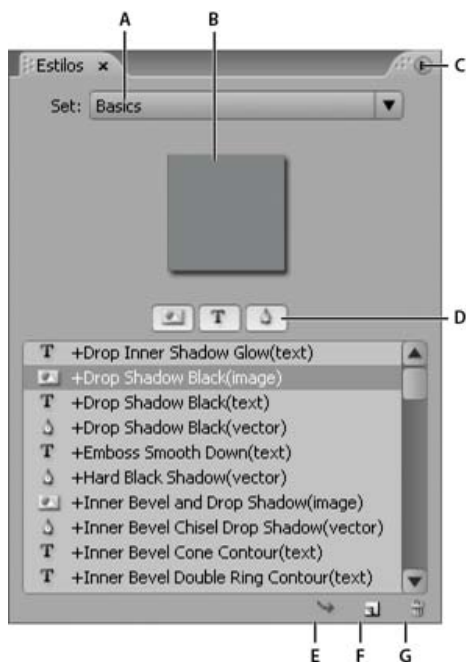 A
B
Estilos ×
C
Set: Basics
T
D
T +Drop Inner Shadow Glow(text)
+Drop Shadow Black(image)
T +Drop Shadow Black(text)
+Drop Shadow Black(vector)
T +Emboss Smooth Down(text)
+Hard Black Shadow(vector)
+Inner Bevel and Drop Shadow(image)
+Inner Bevel Chisel Drop Shadow(vector)
T +Inner Bevel Cone Contour(text)
T +Inner Bevel Double Ring Contour(text)
E F G